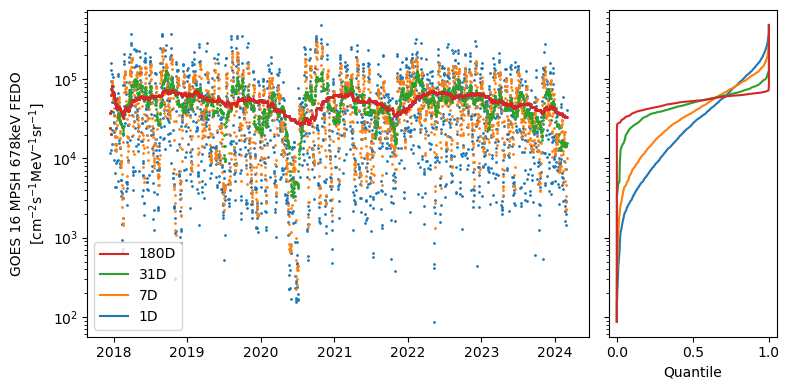 GOES 16 MPSH 678keV FEDO
[cm⁻²s⁻¹MeV⁻¹sr⁻¹]
10⁵
10⁴
10³
10²
180D
31D
7D
1D
2018 2019 2020 2021 2022 2023 2024
0.0 0.5 1.0
Quantile